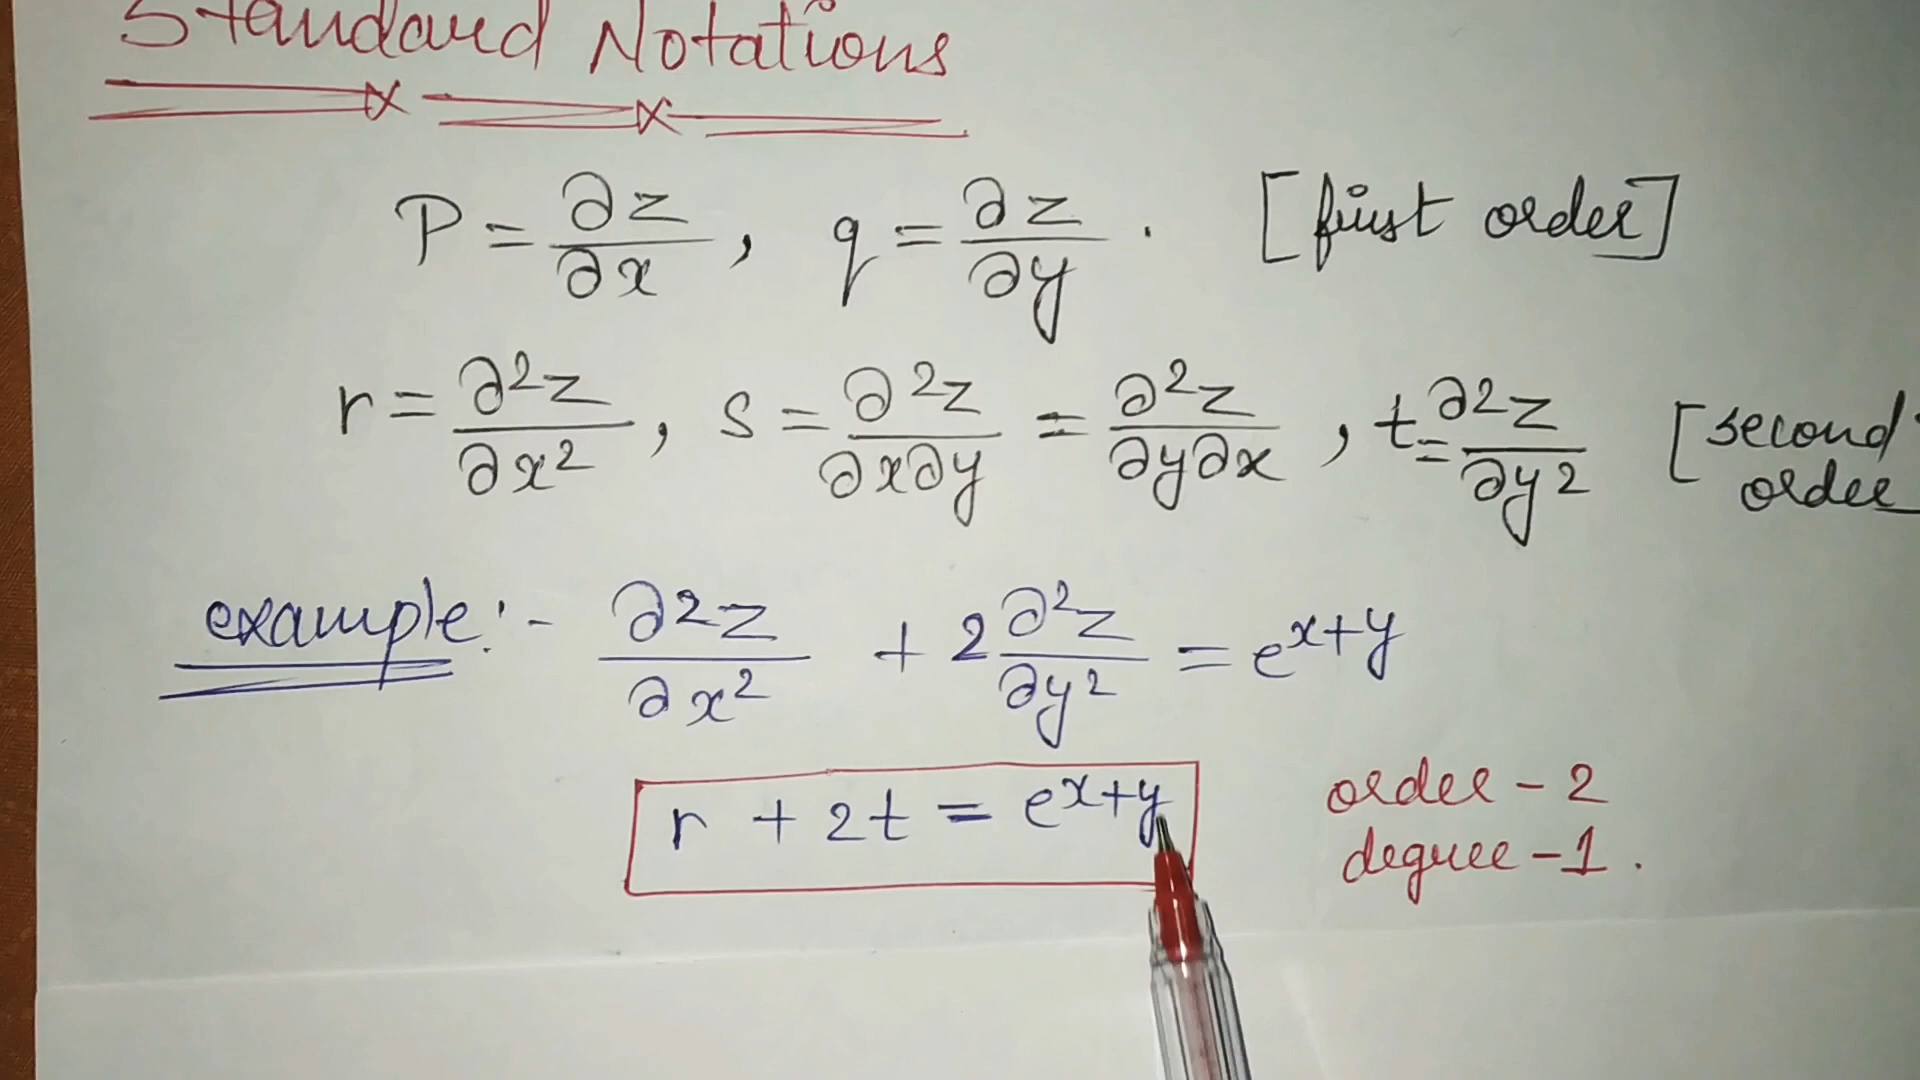 Standard Notations
P = ∂z/∂x , q = ∂z/∂y . [first order]
r = ∂²z/∂x² , s = ∂²z/∂x∂y = ∂²z/∂y∂x , t = ∂²z/∂y² [second order
example:- ∂²z/∂x² + 2 ∂²z/∂y² = e^x+y
r + 2t = e^x+y
order - 2
degree - 1 .